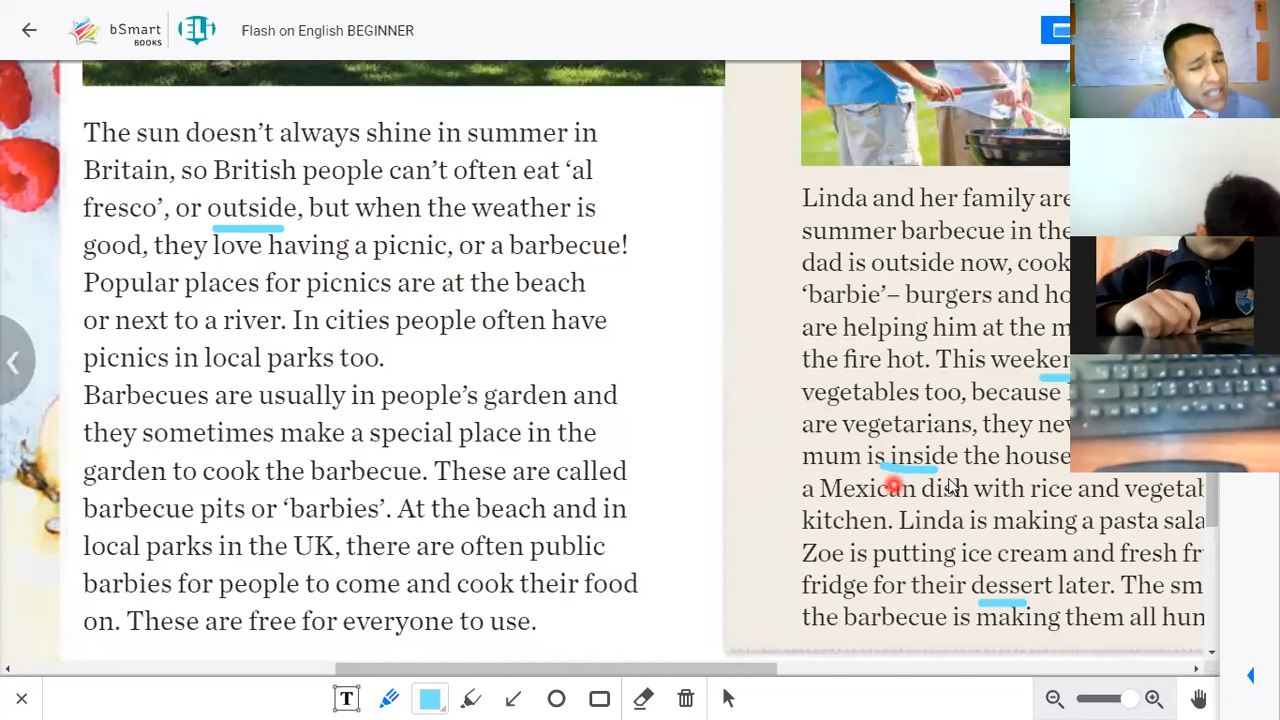 bSmart
BOOKS
ELi
Flash on English BEGINNER
The sun doesn't always shine in summer in
Britain, so British people can't often eat 'al
fresco', or outside, but when the weather is
good, they love having a picnic, or a barbecue!
Popular places for picnics are at the beach
or next to a river. In cities people often have
picnics in local parks too.
Barbecues are usually in people's garden and
they sometimes make a special place in the
garden to cook the barbecue. These are called
barbecue pits or 'barbies'. At the beach and in
local parks in the UK, there are often public
barbies for people to come and cook their food
on. These are free for everyone to use.
Linda and her family are
summer barbecue in the
dad is outside now, cook
'barbie'– burgers and ho
are helping him at the m
the fire hot. This weeken
vegetables too, because
are vegetarians, they nev
mum is inside the house
a Mexican dish with rice and vegetab
kitchen. Linda is making a pasta sala
Zoe is putting ice cream and fresh fr
fridge for their dessert later. The sm
the barbecue is making them all hun
T